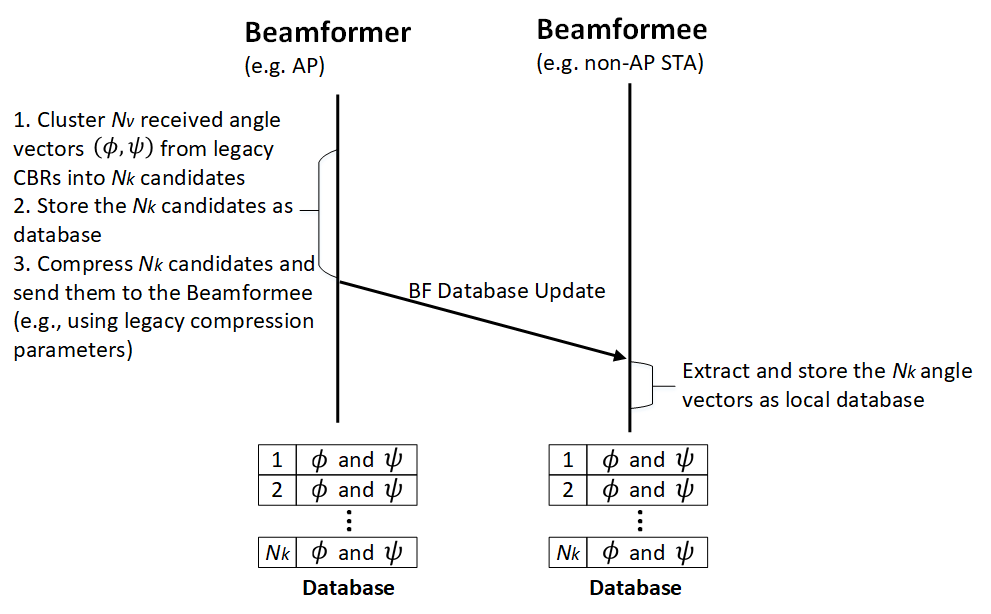 Beamformer
(e.g. AP)
Beamformee
(e.g. non-AP STA)
1. Cluster Nv received angle
vectors (ϕ,ψ) from legacy
CBRs into Nk candidates
2. Store the Nk candidates as
database
3. Compress Nk candidates and
send them to the Beamformee
(e.g., using legacy compression
parameters)
BF Database Update
Extract and store the Nk angle
vectors as local database
1 ϕ and ψ
2 ϕ and ψ
Nk ϕ and ψ
Database
1 ϕ and ψ
2 ϕ and ψ
Nk ϕ and ψ
Database